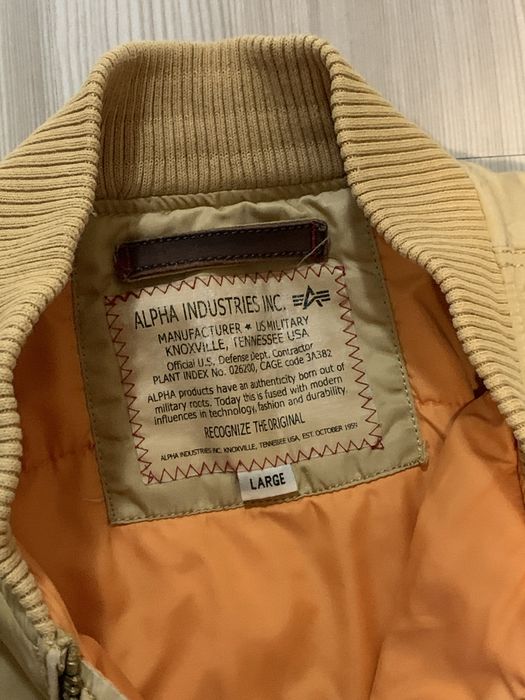 ALPHA INDUSTRIES INC.
MANUFACTURER ★ US MILITARY
KNOXVILLE, TENNESSEE USA
Official U.S. Defense Dept. Contractor
PLANT INDEX No. 026200, CAGE code 3A382
ALPHA products have an authenticity born out of
military roots. Today this is fused with modern
influences in technology, fashion and durability.
RECOGNIZE THE ORIGINAL
ALPHA INDUSTRIES INC. KNOXVILLE, TENNESSEE USA, EST. OCTOBER 1959
LARGE